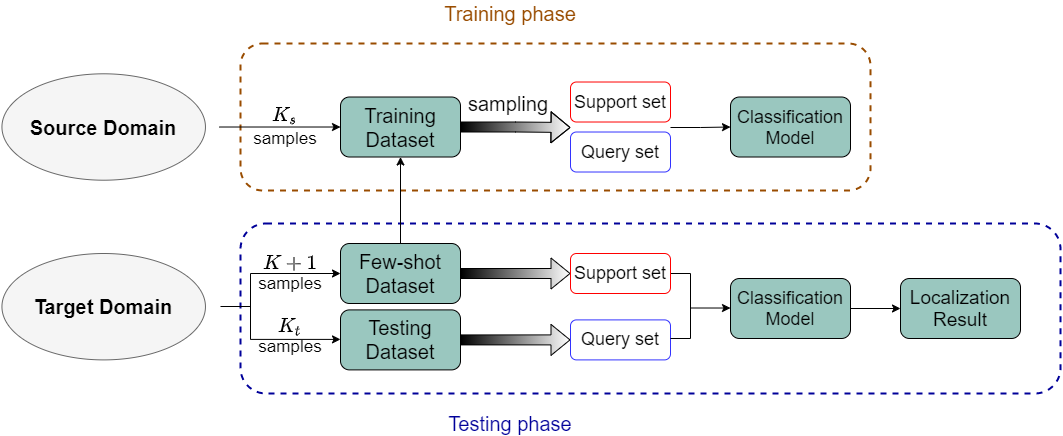 Training phase
Source Domain
K_s
samples
Training
Dataset
sampling
Support set
Query set
Classification
Model
Target Domain
K + 1
samples
Few-shot
Dataset
Support set
K_t
samples
Testing
Dataset
Query set
Classification
Model
Localization
Result
Testing phase